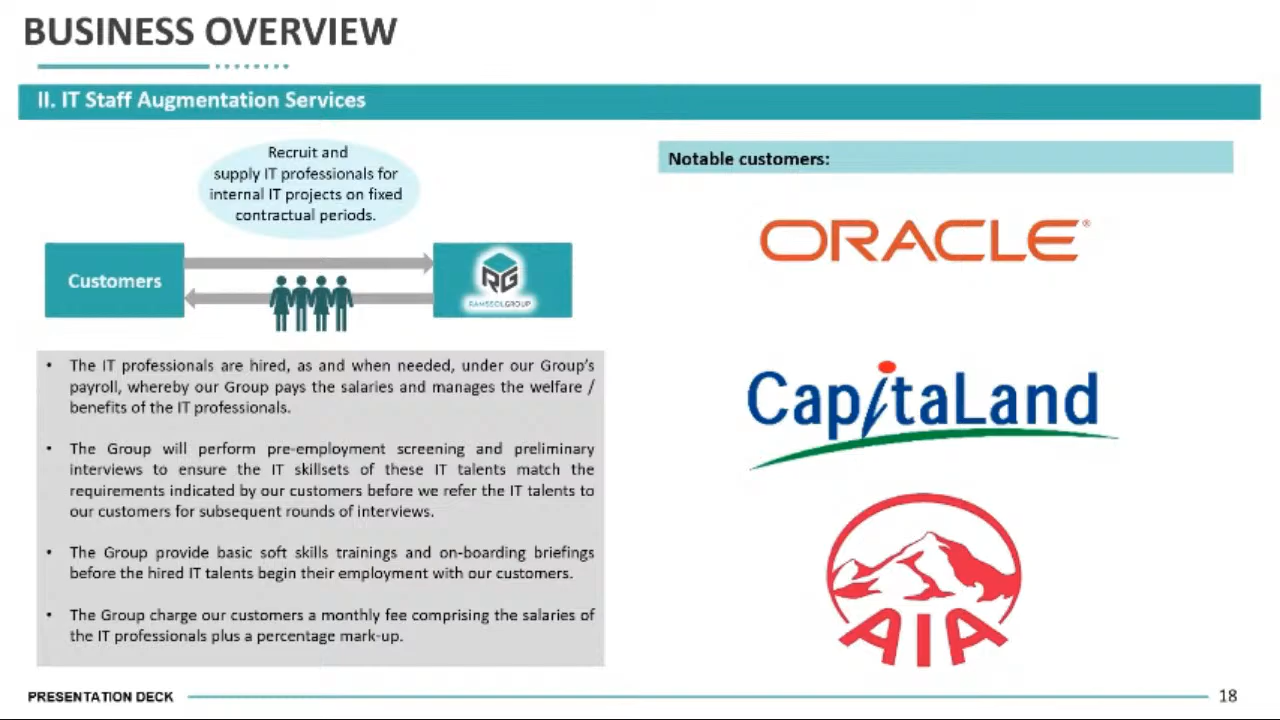 BUSINESS OVERVIEW
II. IT Staff Augmentation Services
Recruit and
supply IT professionals for
internal IT projects on fixed
contractual periods.
Customers
RG
RAMSSOLGROUP
• The IT professionals are hired, as and when needed, under our Group's
payroll, whereby our Group pays the salaries and manages the welfare /
benefits of the IT professionals.
• The Group will perform pre-employment screening and preliminary
interviews to ensure the IT skillsets of these IT talents match the
requirements indicated by our customers before we refer the IT talents to
our customers for subsequent rounds of interviews.
• The Group provide basic soft skills trainings and on-boarding briefings
before the hired IT talents begin their employment with our customers.
• The Group charge our customers a monthly fee comprising the salaries of
the IT professionals plus a percentage mark-up.
Notable customers:
ORACLE®
CapitaLand
AIA
PRESENTATION DECK
18